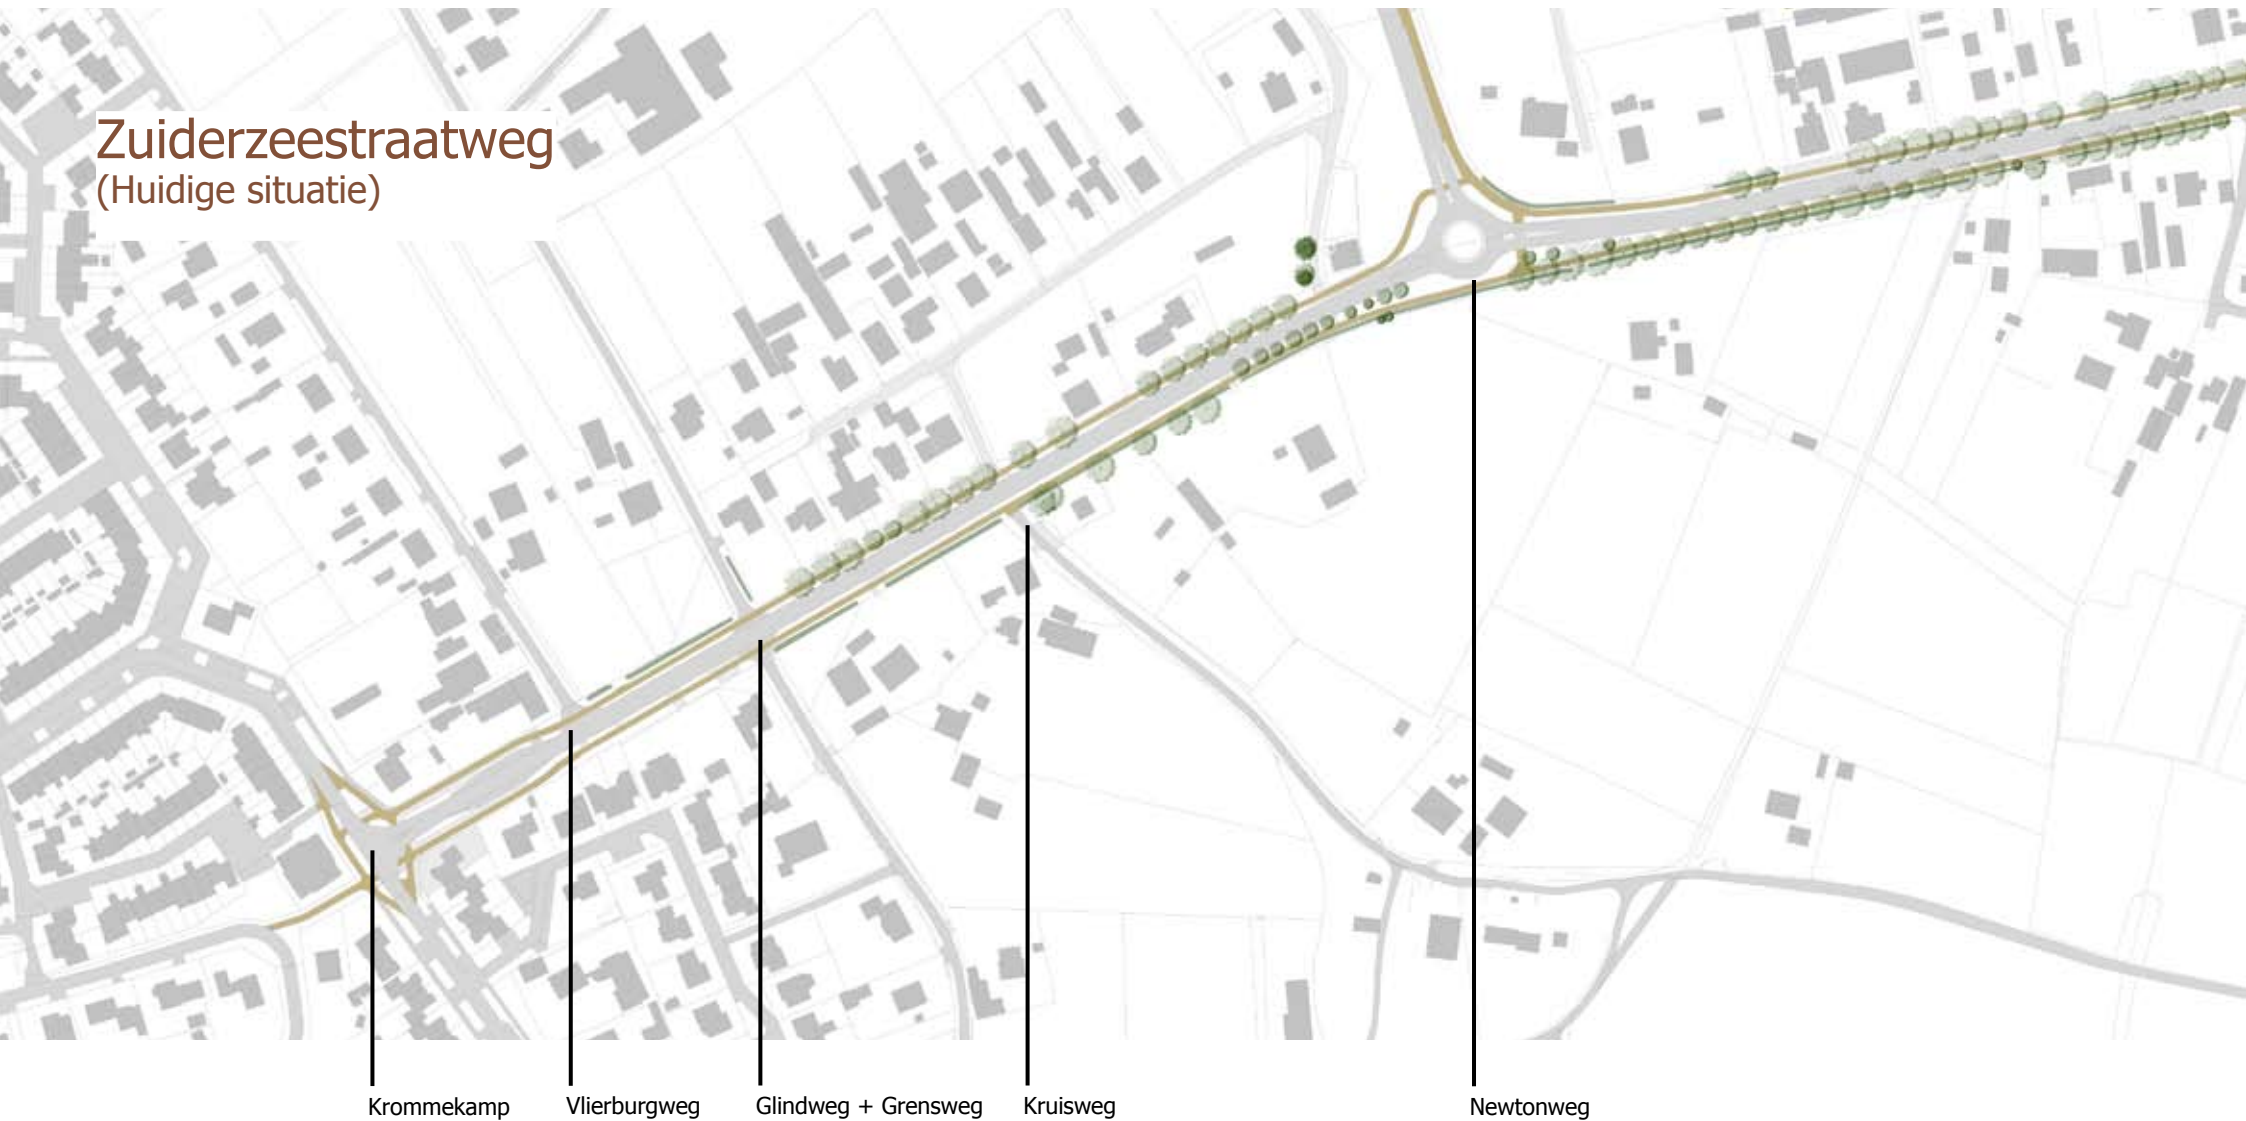 Zuiderzeestraatweg
(Huidige situatie)
Krommekamp
Vlierburgweg
Glindweg + Grensweg
Kruisweg
Newtonweg